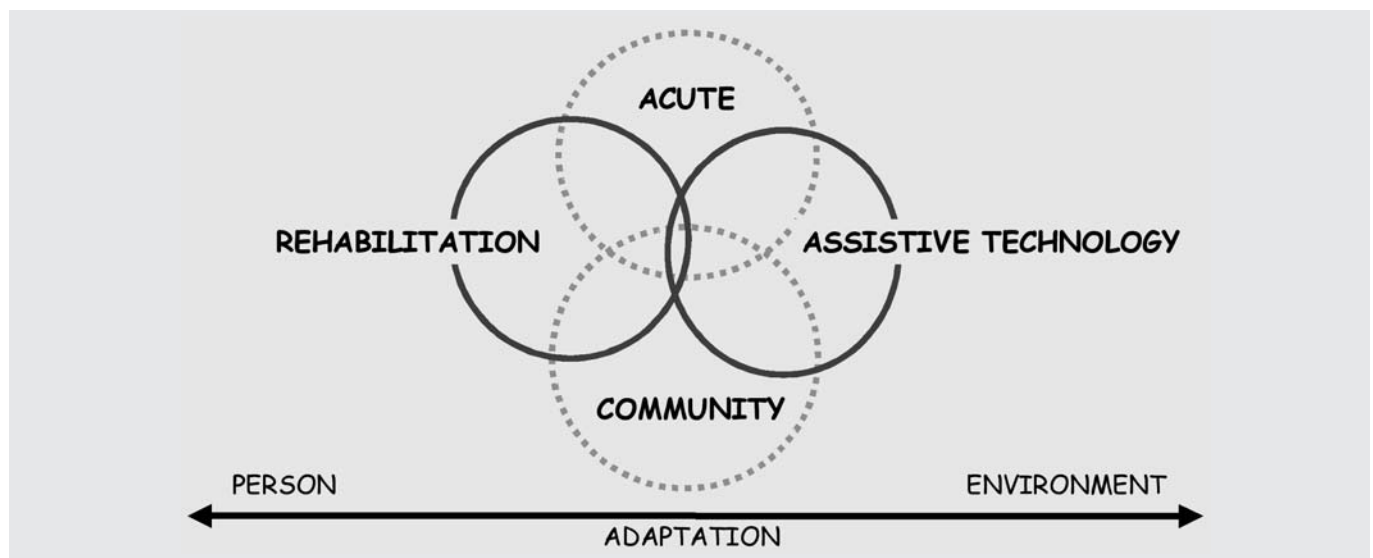 ACUTE
REHABILITATION
ASSISTIVE TECHNOLOGY
COMMUNITY
PERSON
ENVIRONMENT
ADAPTATION